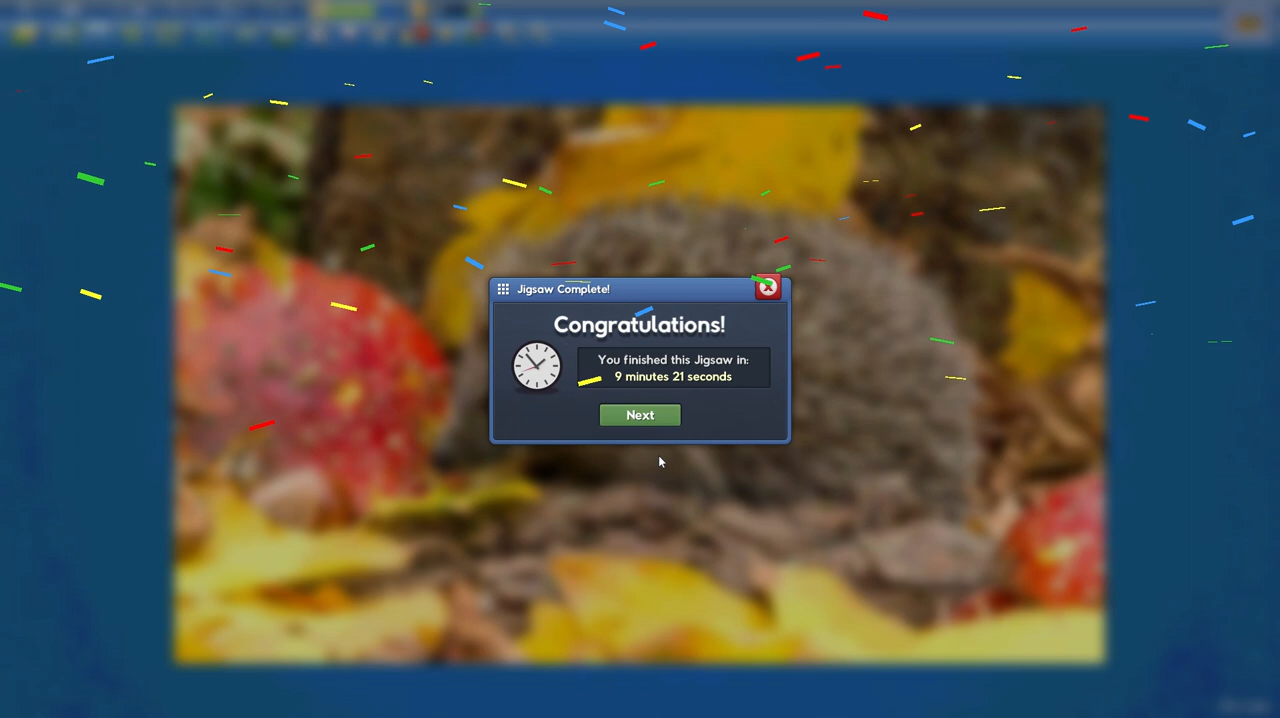 Jigsaw Complete!
Congratulations!
You finished this Jigsaw in:
9 minutes 21 seconds
Next